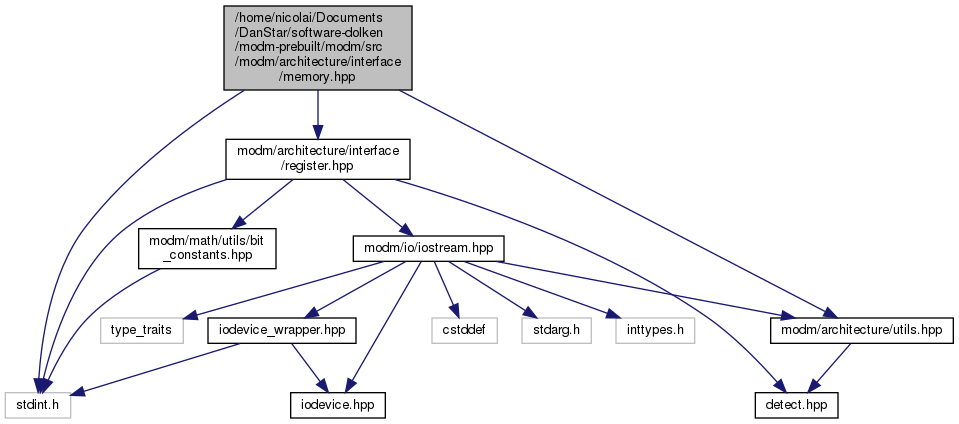 /home/nicolai/Documents
/DanStar/software-dolken
/modm-prebuilt/modm/src
/modm/architecture/interface
/memory.hpp
modm/architecture/interface
/register.hpp
modm/math/utils/bit
_constants.hpp
modm/io/iostream.hpp
type_traits
iodevice_wrapper.hpp
cstddef
stdarg.h
inttypes.h
modm/architecture/utils.hpp
stdint.h
iodevice.hpp
detect.hpp